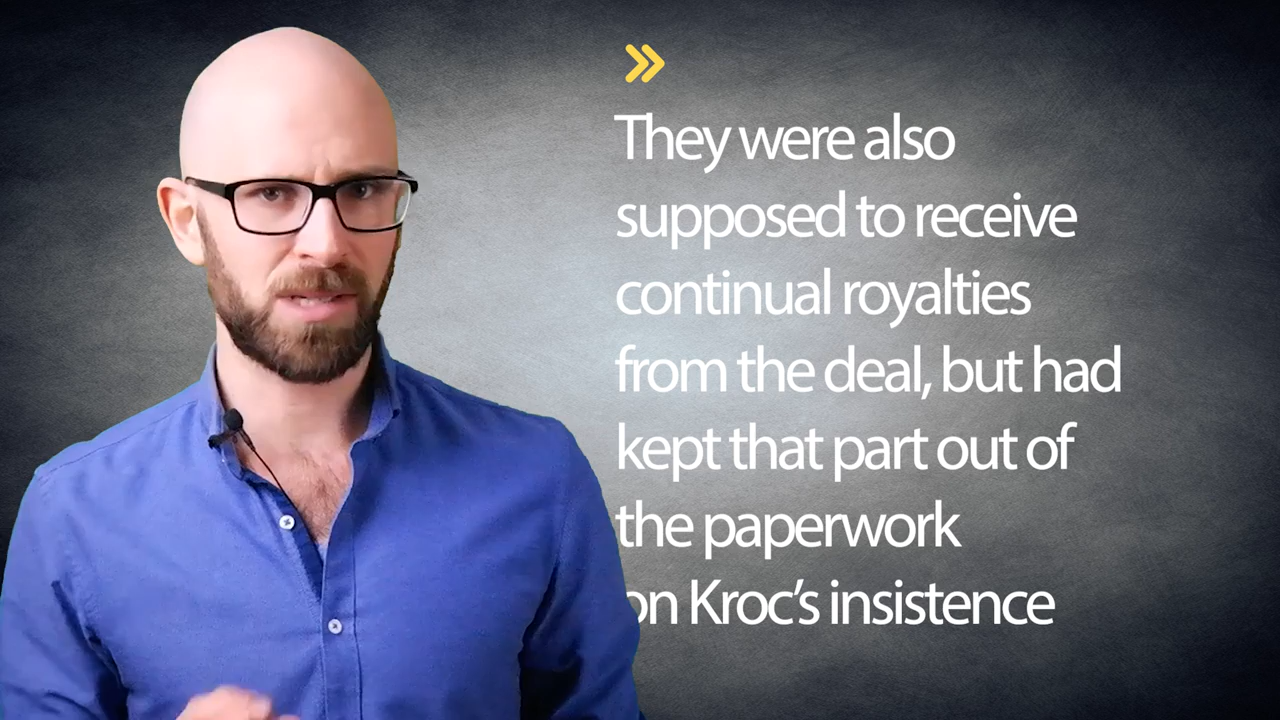 They were also
supposed to receive
continual royalties
from the deal, but had
kept that part out of
the paperwork
on Kroc’s insistence